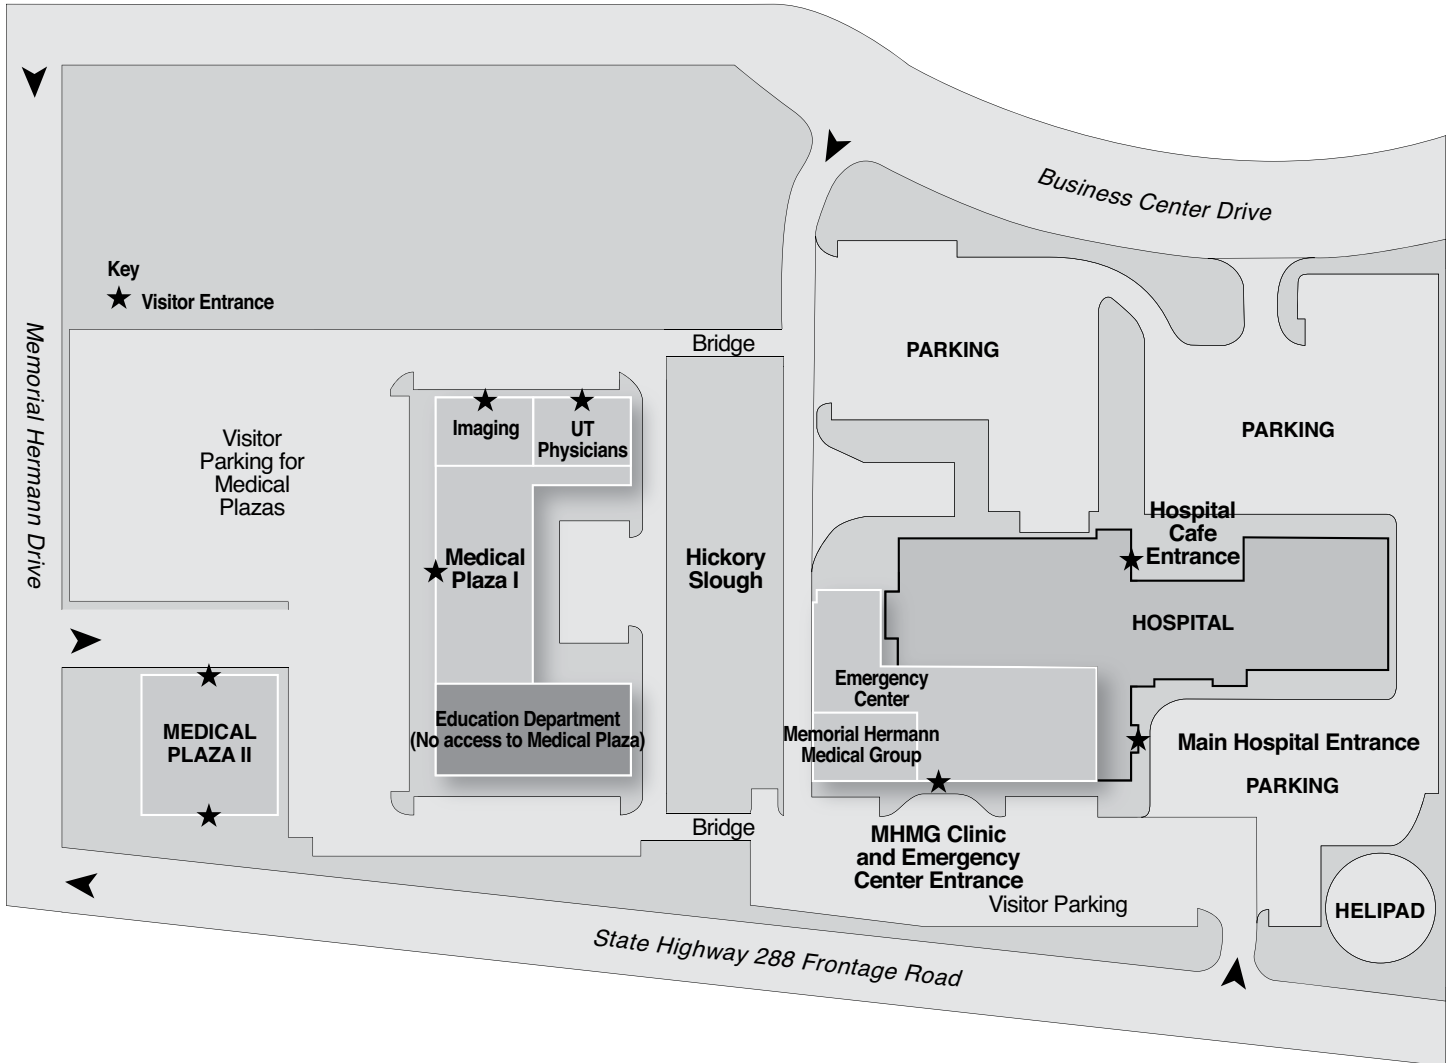 Business Center Drive
Key
Visitor Entrance
Memorial Hermann Drive
Bridge
PARKING
Visitor
Parking for
Medical
Plazas
Imaging
UT
Physicians
PARKING
Medical
Plaza I
Hickory
Slough
Hospital
Cafe
Entrance
HOSPITAL
Emergency
Center
MEDICAL
PLAZA II
Education Department
(No access to Medical Plaza)
Memorial Hermann
Medical Group
Main Hospital Entrance
PARKING
Bridge
MHMG Clinic
and Emergency
Center Entrance
Visitor Parking
HELIPAD
State Highway 288 Frontage Road